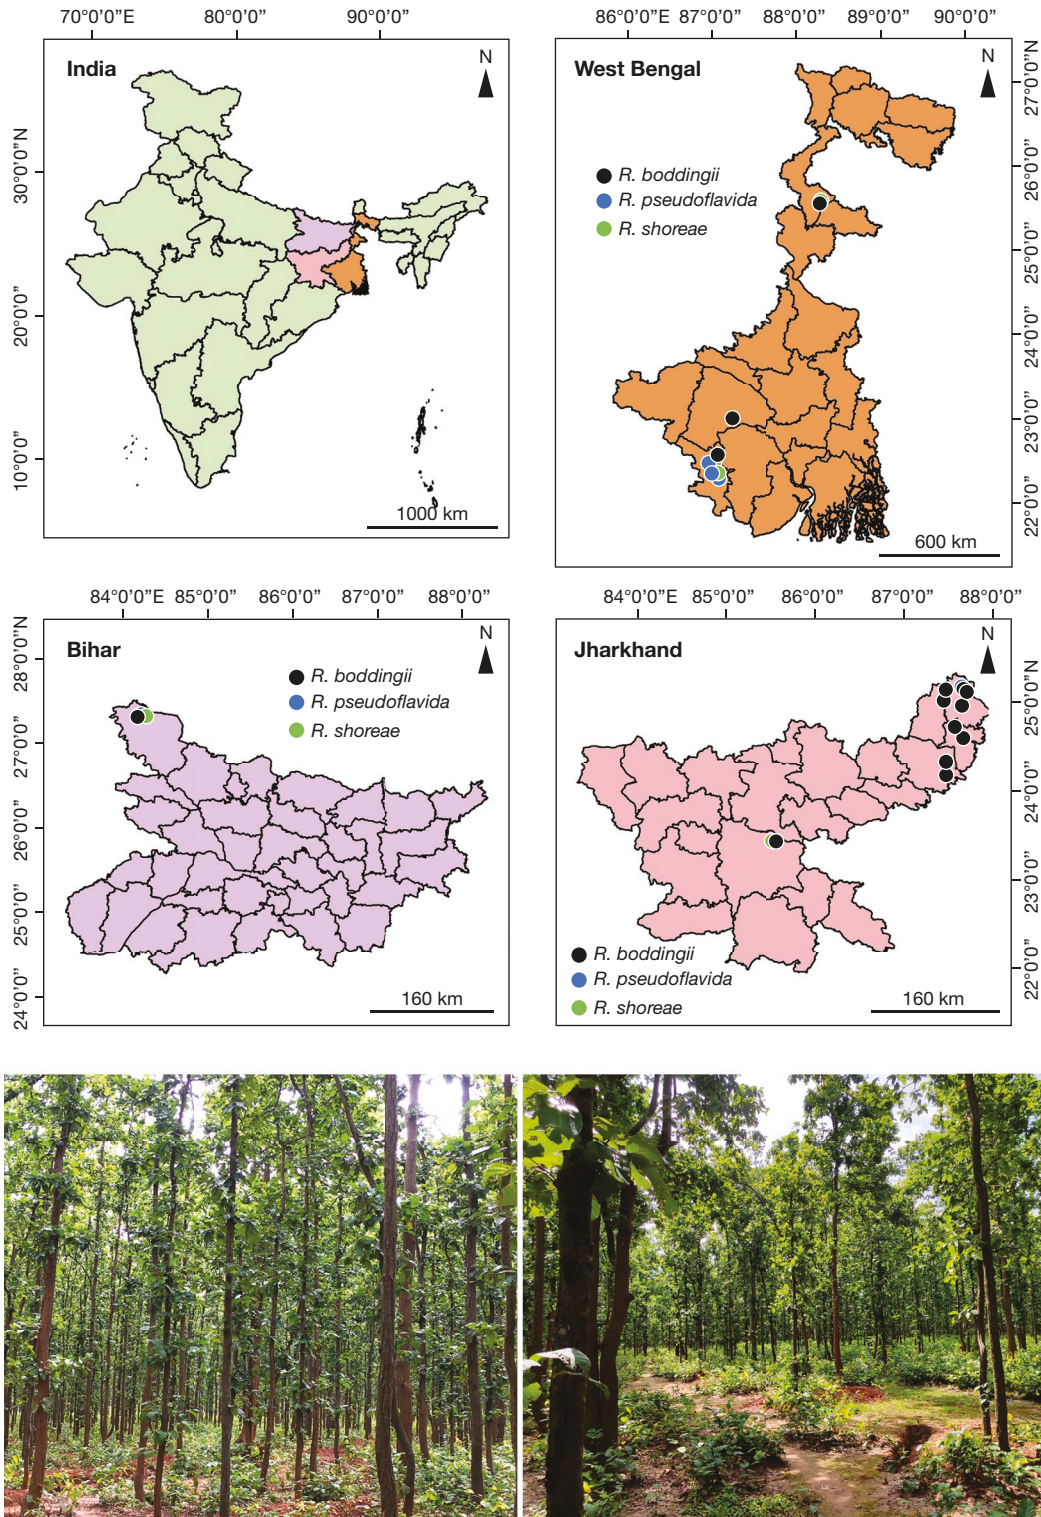 70°0’0”E 80°0’0” 90°0’0”
India
N
30°0’0”N
20°0’0”
10°0’0”
1000 km
86°0’0”E 87°0’0” 88°0’0” 89°0’0” 90°0’0”
West Bengal
N
R. boddingii
R. pseudoflavida
R. shoreae
27°0’0”N
26°0’0”
25°0’0”
24°0’0”
23°0’0”
22°0’0”
600 km
84°0’0”E 85°0’0” 86°0’0” 87°0’0” 88°0’0”
Bihar
N
R. boddingii
R. pseudoflavida
R. shoreae
28°0’0”N
27°0’0”
26°0’0”
25°0’0”
24°0’0”
160 km
84°0’0”E 85°0’0” 86°0’0” 87°0’0” 88°0’0”
Jharkhand
N
25°0’0”N
24°0’0”
23°0’0”
22°0’0”
R. boddingii
R. pseudoflavida
R. shoreae
160 km